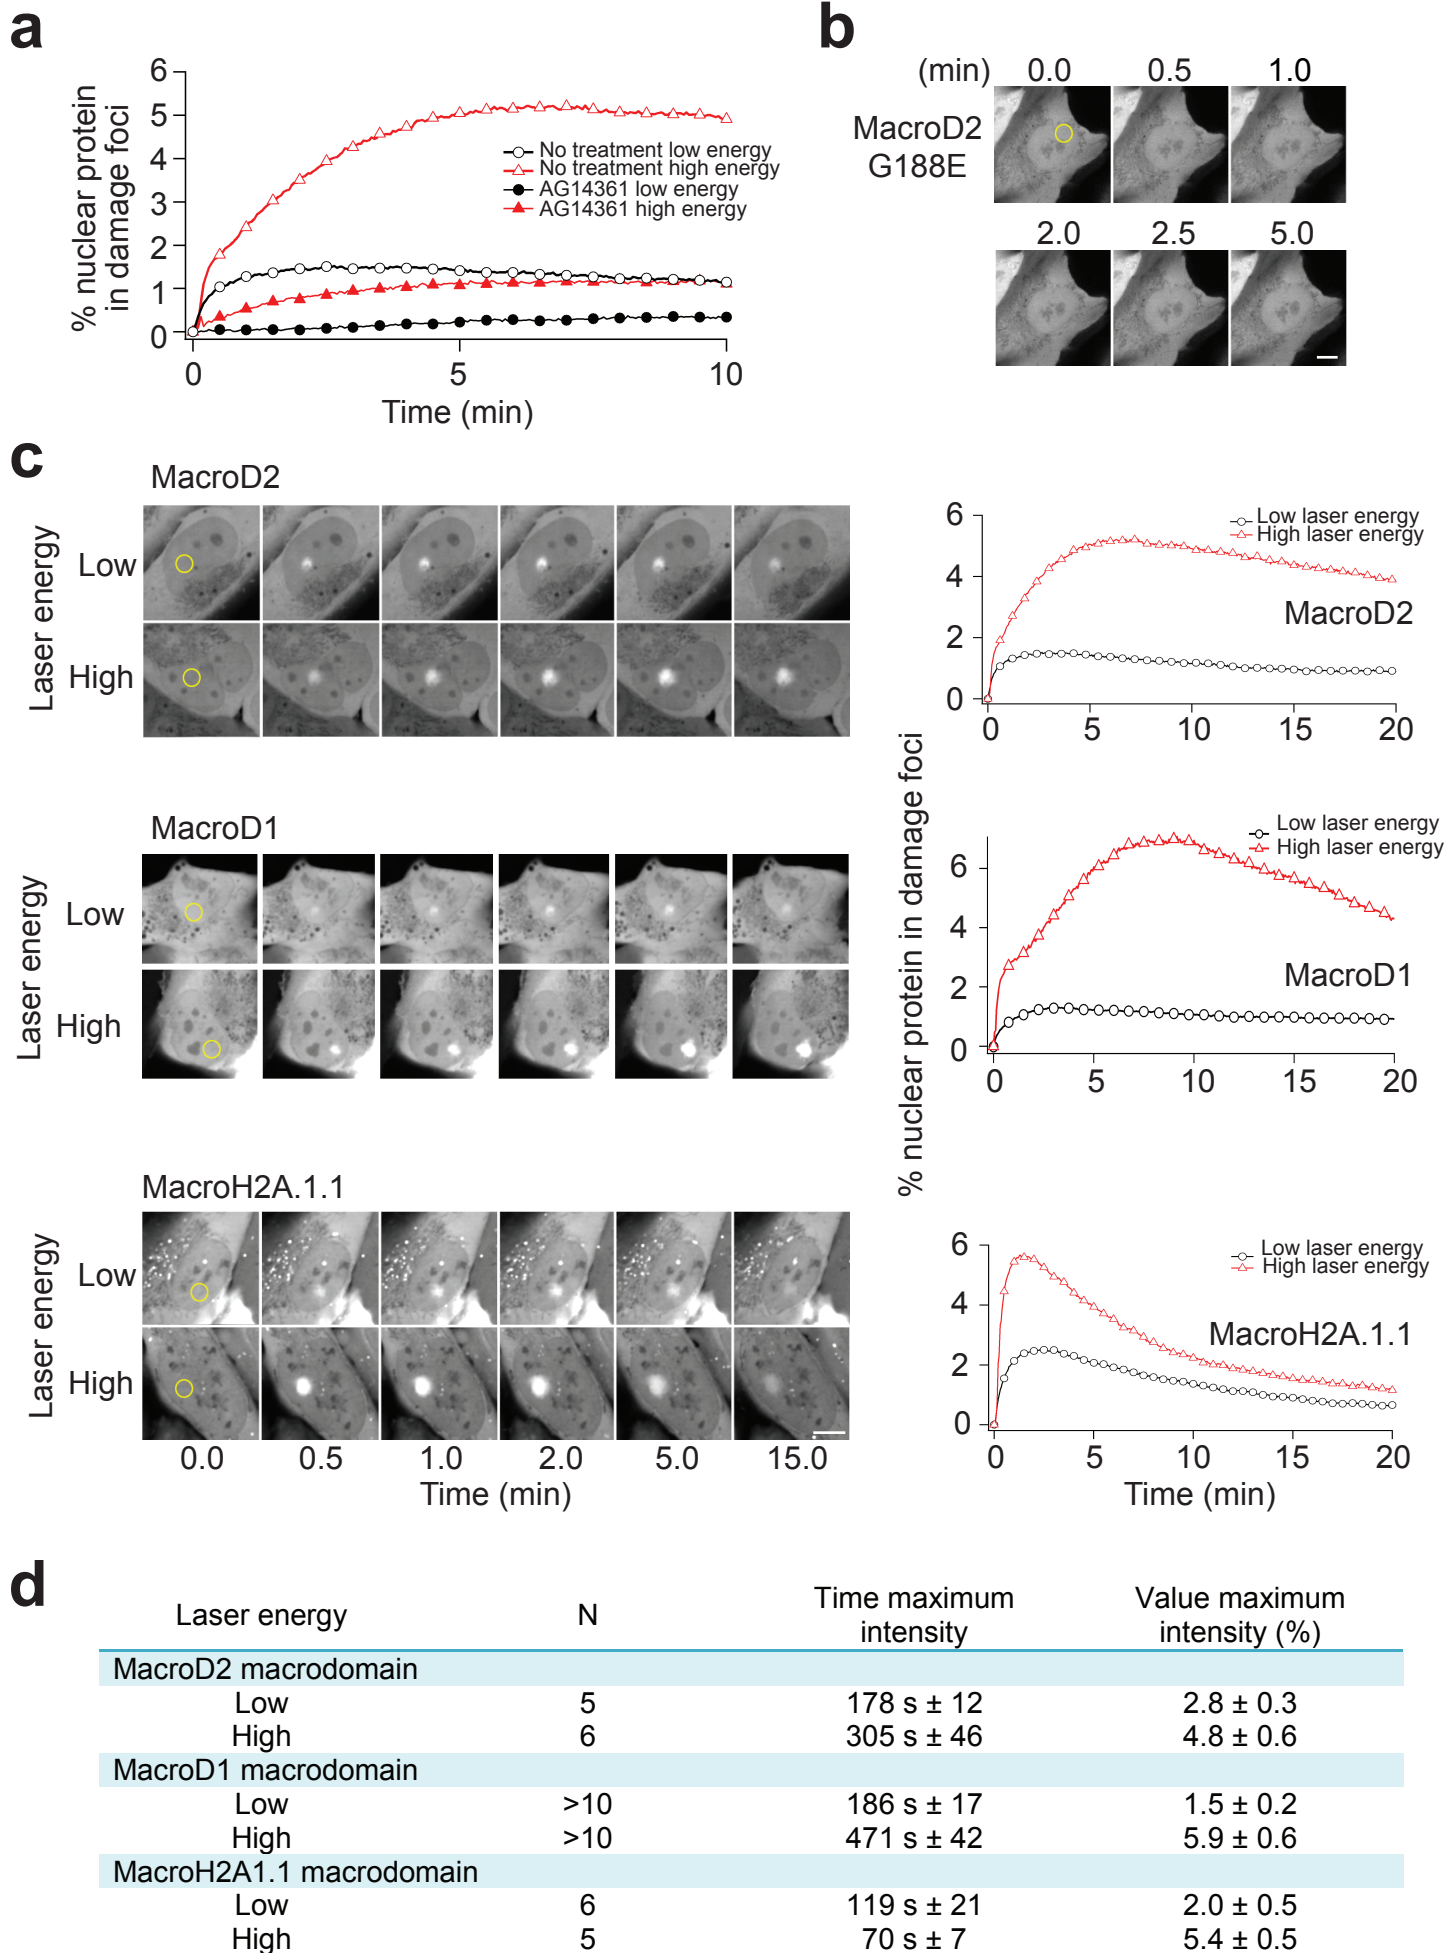 a
6
5
4
3
2
1
0
% nuclear protein
in damage foci
No treatment low energy
No treatment high energy
AG14361 low energy
AG14361 high energy
0 5 10
Time (min)
b
(min) 0.0 0.5 1.0
MacroD2
G188E
2.0 2.5 5.0
c
MacroD2
Laser energy
Low
High
6
4
2
0
Low laser energy
High laser energy
MacroD2
0 5 10 15 20
MacroD1
Laser energy
Low
High
% nuclear protein in damage foci
6
4
2
0
Low laser energy
High laser energy
MacroD1
0 5 10 15 20
MacroH2A.1.1
Laser energy
Low
High
0.0 0.5 1.0 2.0 5.0 15.0
Time (min)
6
4
2
0
Low laser energy
High laser energy
MacroH2A.1.1
0 5 10 15 20
Time (min)
d
Laser energy N Time maximum intensity Value maximum intensity (%)
MacroD2 macrodomain
Low 5 178 s ± 12 2.8 ± 0.3
High 6 305 s ± 46 4.8 ± 0.6
MacroD1 macrodomain
Low >10 186 s ± 17 1.5 ± 0.2
High >10 471 s ± 42 5.9 ± 0.6
MacroH2A1.1 macrodomain
Low 6 119 s ± 21 2.0 ± 0.5
High 5 70 s ± 7 5.4 ± 0.5